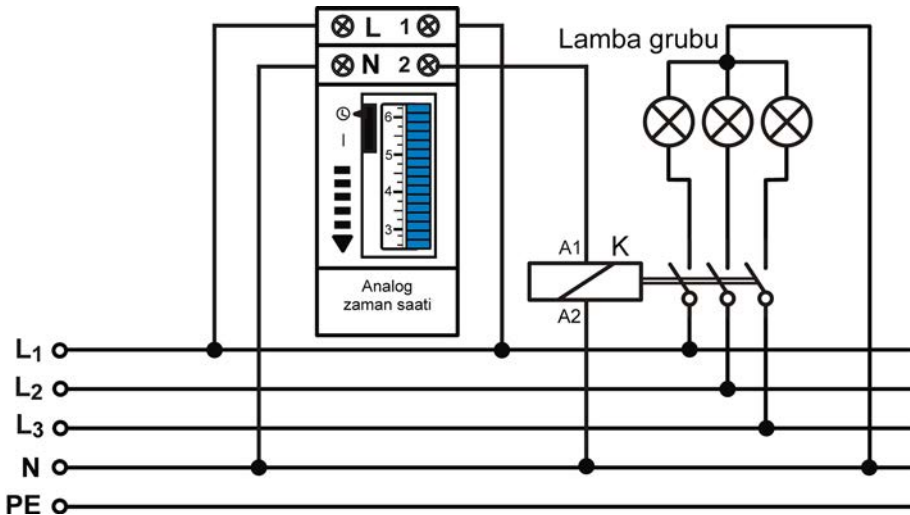 L 1
N 2
Lamba grubu
6
5
4
3
A1 K
A2
Analog
zaman saati
L1
L2
L3
N
PE